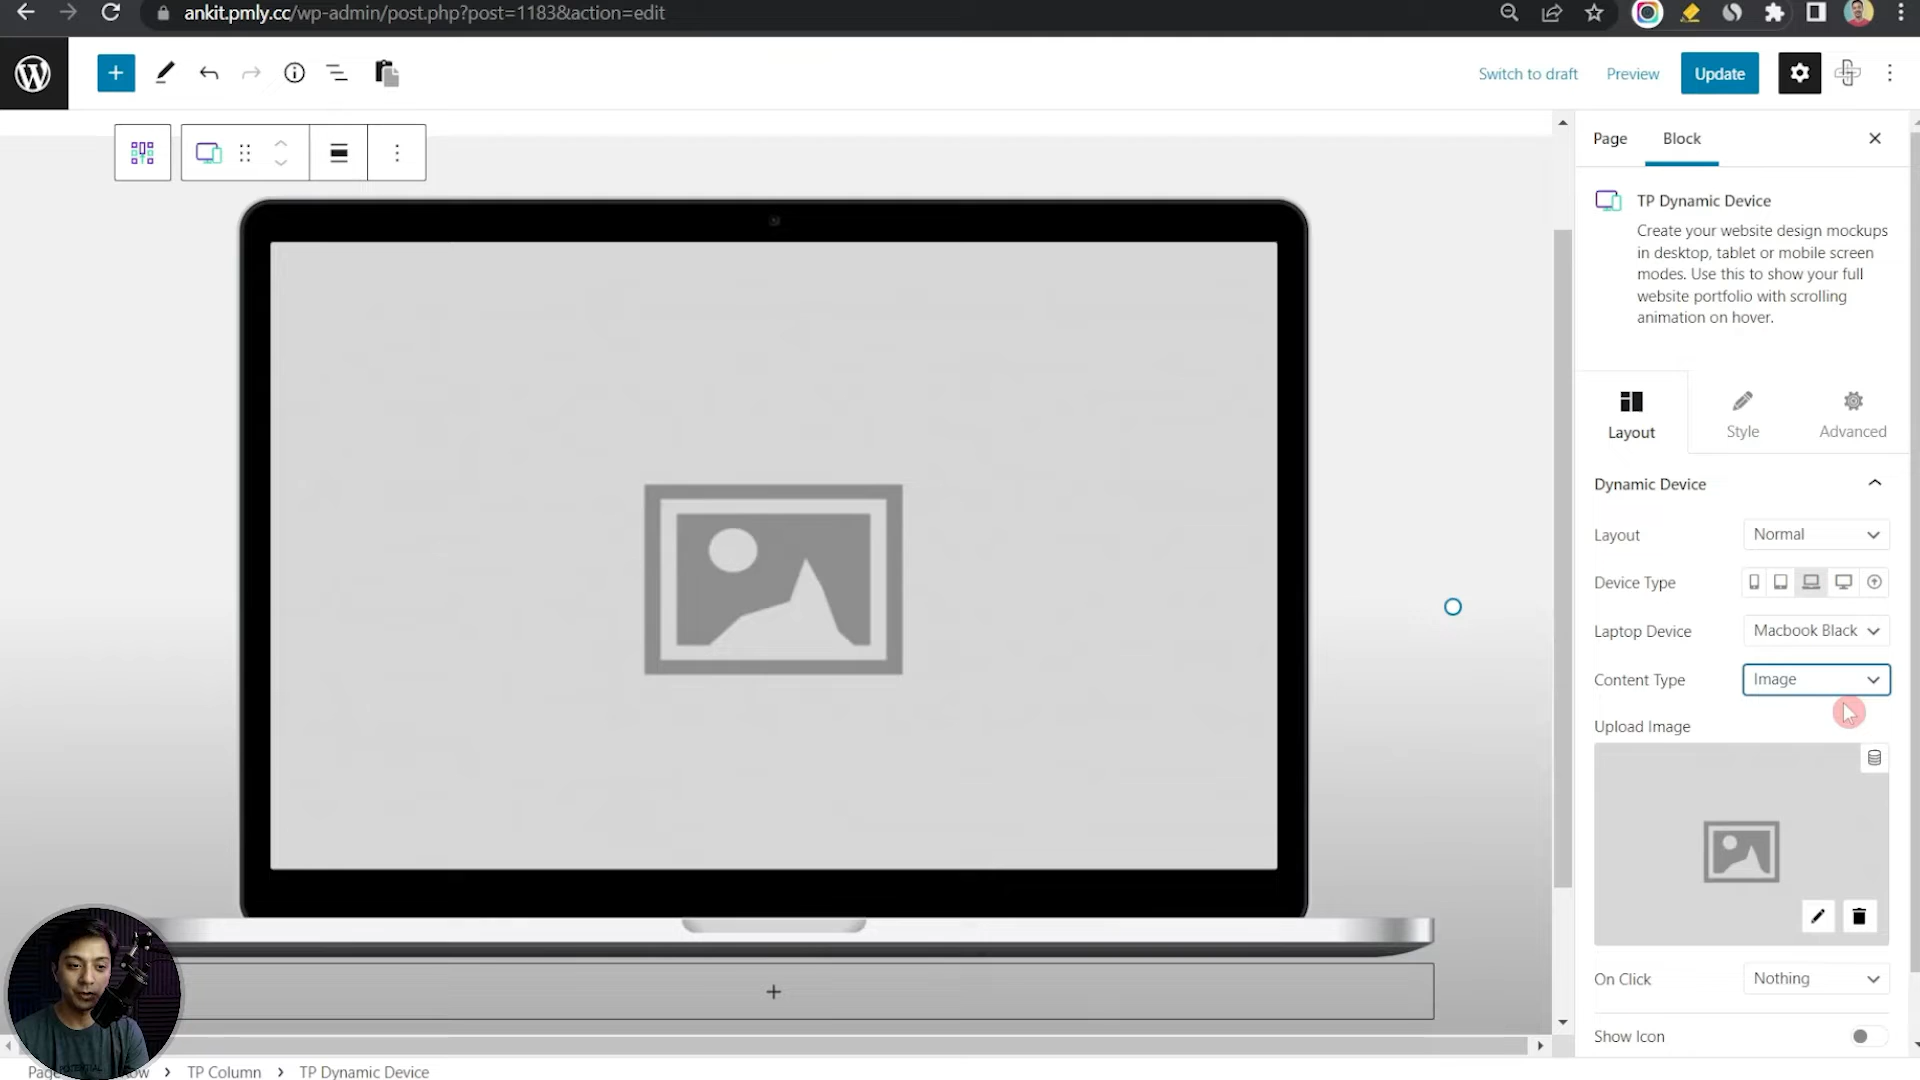 ankit.pmly.cc/wp-admin/post.php?post=1183&action=edit
Switch to draft
Preview
Update
Page
Block
TP Dynamic Device
Create your website design mockups
in desktop, tablet or mobile screen
modes. Use this to show your full
website portfolio with scrolling
animation on hover.
Layout
Style
Advanced
Dynamic Device
Layout
Normal
Device Type
Laptop Device
Macbook Black
Content Type
Image
Upload Image
On Click
Nothing
Show Icon
Page
TP Column
TP Dynamic Device